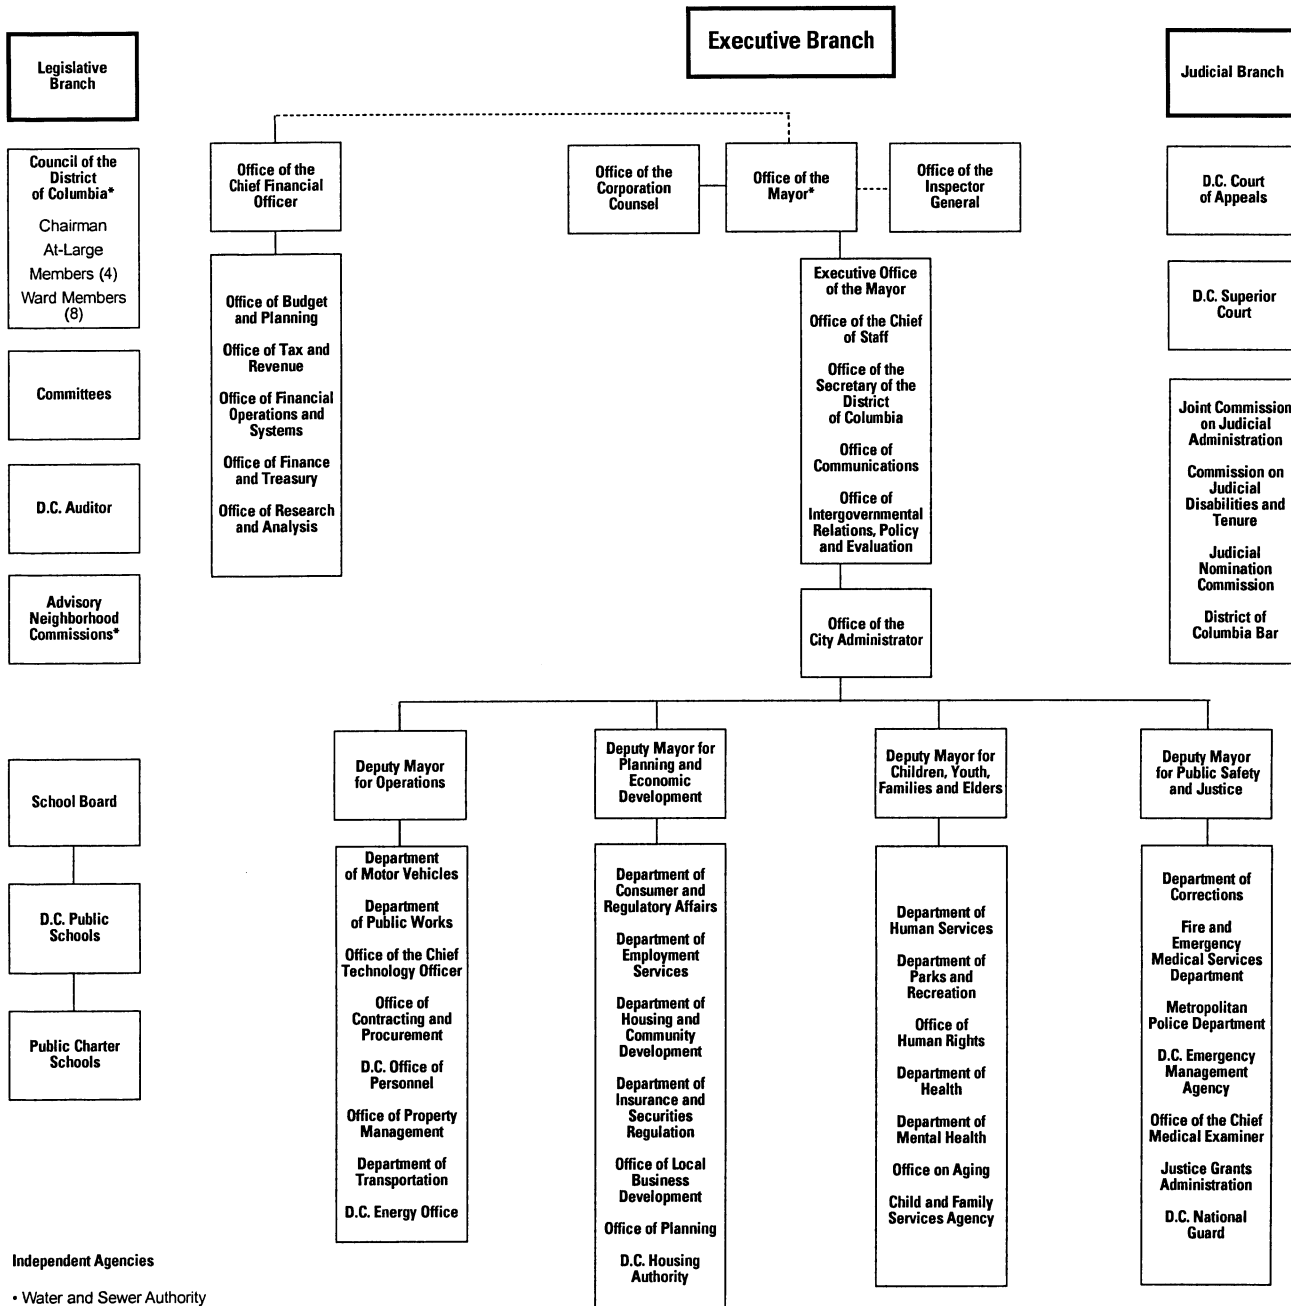 Executive Branch
Legislative
Branch
Judicial Branch
Council of the
District
of Columbia*
Chairman
At-Large
Members (4)
Ward Members
(8)
Office of the
Chief Financial
Officer
Office of the
Corporation
Counsel
Office of the
Mayor*
Office of the
Inspector
General
D.C. Court
of Appeals
Office of Budget
and Planning
Office of Tax and
Revenue
Office of Financial
Operations and
Systems
Office of Finance
and Treasury
Office of Research
and Analysis
Executive Office
of the Mayor
Office of the Chief
of Staff
Office of the
Secretary of the
District
of Columbia
Office of
Communications
Office of
Intergovernmental
Relations, Policy
and Evaluation
D.C. Superior
Court
Committees
Joint Commission
on Judicial
Administration
Commission on
Judicial
Disabilities and
Tenure
Judicial
Nomination
Commission
District of
Columbia Bar
D.C. Auditor
Advisory
Neighborhood
Commissions*
Office of the
City Administrator
School Board
D.C. Public
Schools
Public Charter
Schools
Deputy Mayor
for Operations
Deputy Mayor for
Planning and
Economic
Development
Deputy Mayor for
Children, Youth,
Families and Elders
Deputy Mayor
for Public Safety
and Justice
Department
of Motor Vehicles
Department
of Public Works
Office of the Chief
Technology Officer
Office of
Contracting and
Procurement
D.C. Office of
Personnel
Office of Property
Management
Department of
Transportation
D.C. Energy Office
Department of
Consumer and
Regulatory Affairs
Department of
Employment
Services
Department of
Housing and
Community
Development
Department of
Insurance and
Securities
Regulation
Office of Local
Business
Development
Office of Planning
D.C. Housing
Authority
Department of
Human Services
Department of
Parks and
Recreation
Office of
Human Rights
Department of
Health
Department of
Mental Health
Office on Aging
Child and Family
Services Agency
Department of
Corrections
Fire and
Emergency
Medical Services
Department
Metropolitan
Police Department
D.C. Emergency
Management
Agency
Office of the Chief
Medical Examiner
Justice Grants
Administration
D.C. National
Guard
Independent Agencies
• Water and Sewer Authority